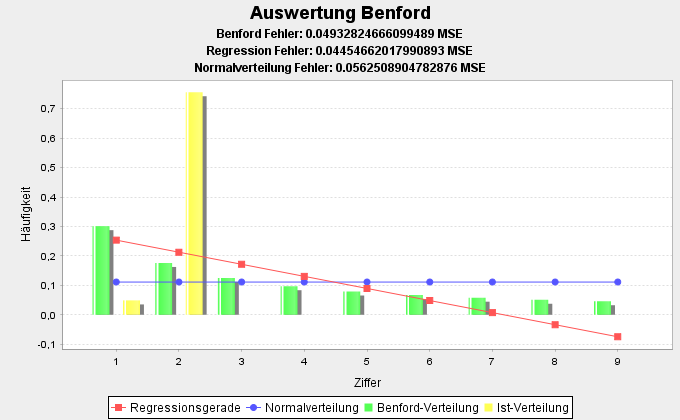 Auswertung Benford
Benford Fehler: 0.04932824666099489 MSE
Regression Fehler: 0.04454662017990893 MSE
Normalverteilung Fehler: 0.0562508904782876 MSE
Häufigkeit
0,7
0,6
0,5
0,4
0,3
0,2
0,1
0,0
-0,1
1 2 3 4 5 6 7 8 9
Ziffer
Regressionsgerade Normalverteilung Benford-Verteilung Ist-Verteilung